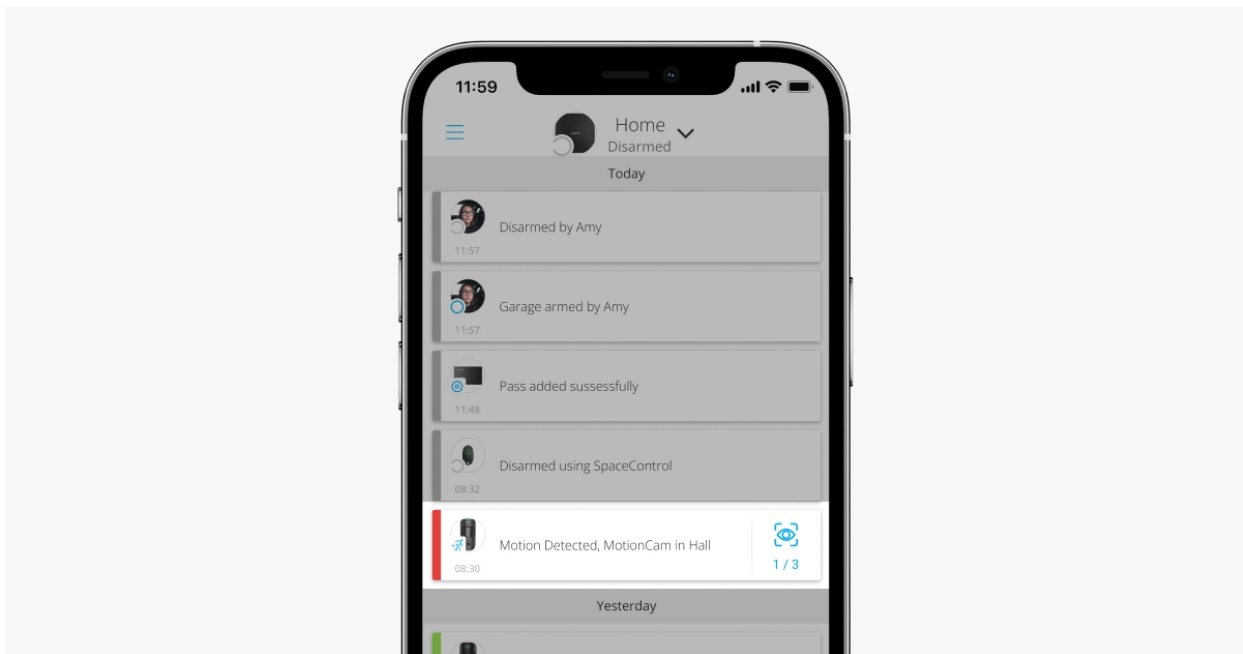 11:59
Home
Disarmed
Today
Disarmed by Amy
11:57
Garage armed by Amy
11:57
Pass added sussessfully
11:48
Disarmed using SpaceControl
08:32
Motion Detected, MotionCam in Hall
08:30
1 / 3
Yesterday